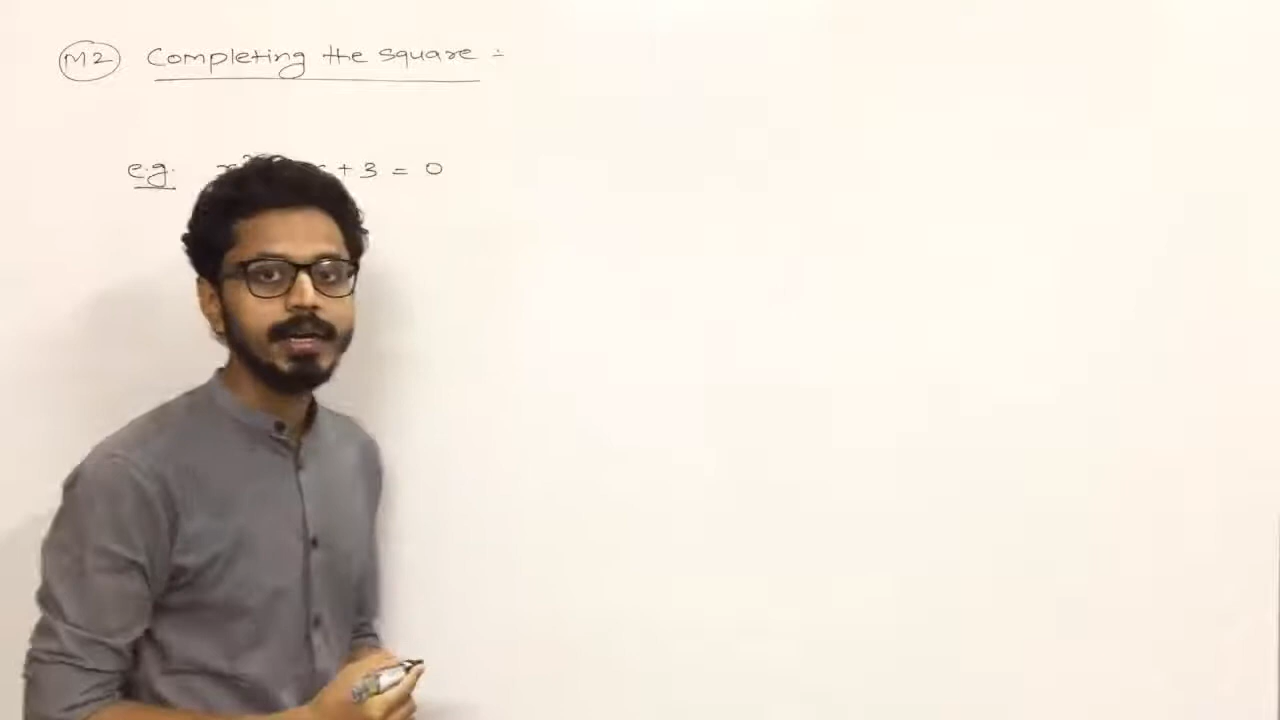 M2 Completing the square :-
e.g. + 3 = 0